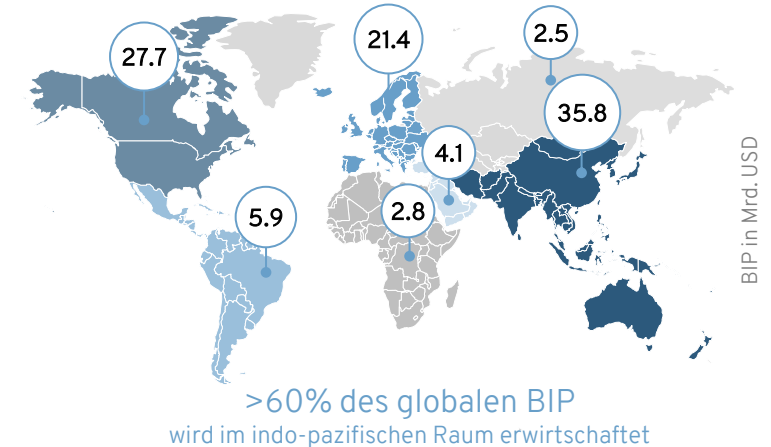 27.7
21.4
2.5
35.8
4.1
5.9
2.8
BIP in Mrd. USD
>60% des globalen BIP
wird im indo-pazifischen Raum erwirtschaftet